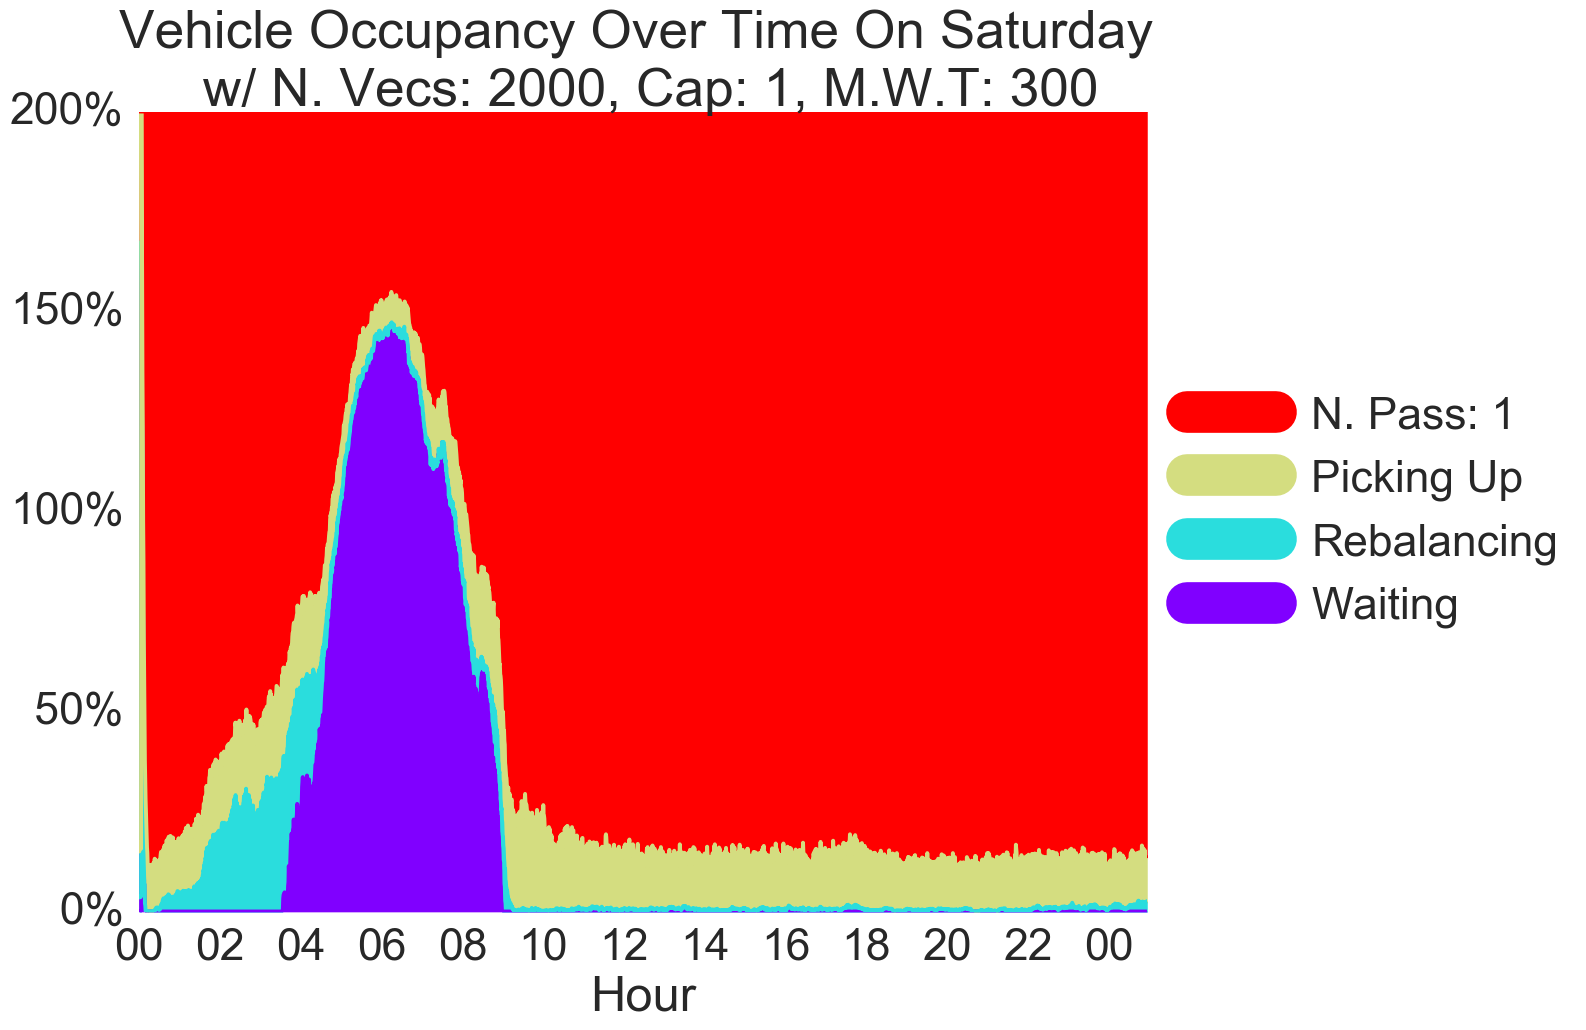 Vehicle Occupancy Over Time On Saturday
w/ N. Vecs: 2000, Cap: 1, M.W.T: 300
200%
150%
100%
50%
0%
00 02 04 06 08 10 12 14 16 18 20 22 00
Hour
N. Pass: 1
Picking Up
Rebalancing
Waiting